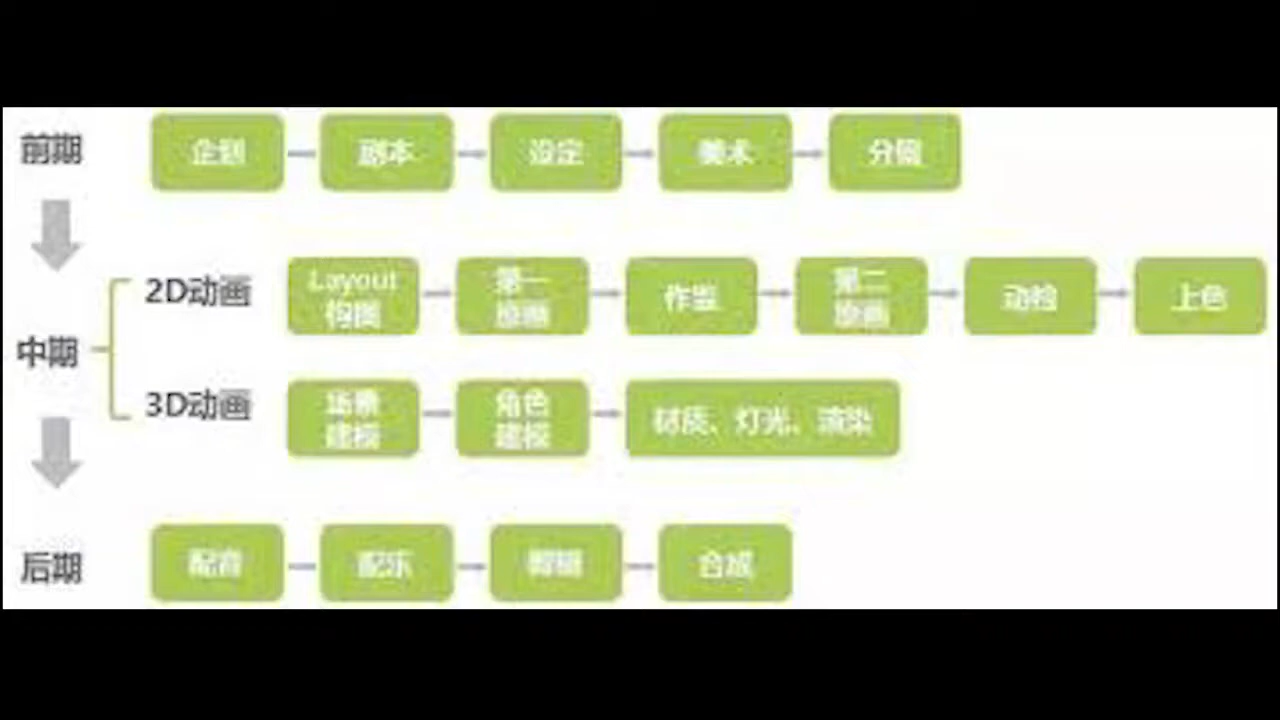 前期
企划
剧本
设定
美术
分镜
2D动画
Layout
构图
第一
原画
作监
第二
原画
动检
上色
中期
3D动画
场景
建模
角色
建模
材质、灯光、渲染
后期
配音
配乐
合成